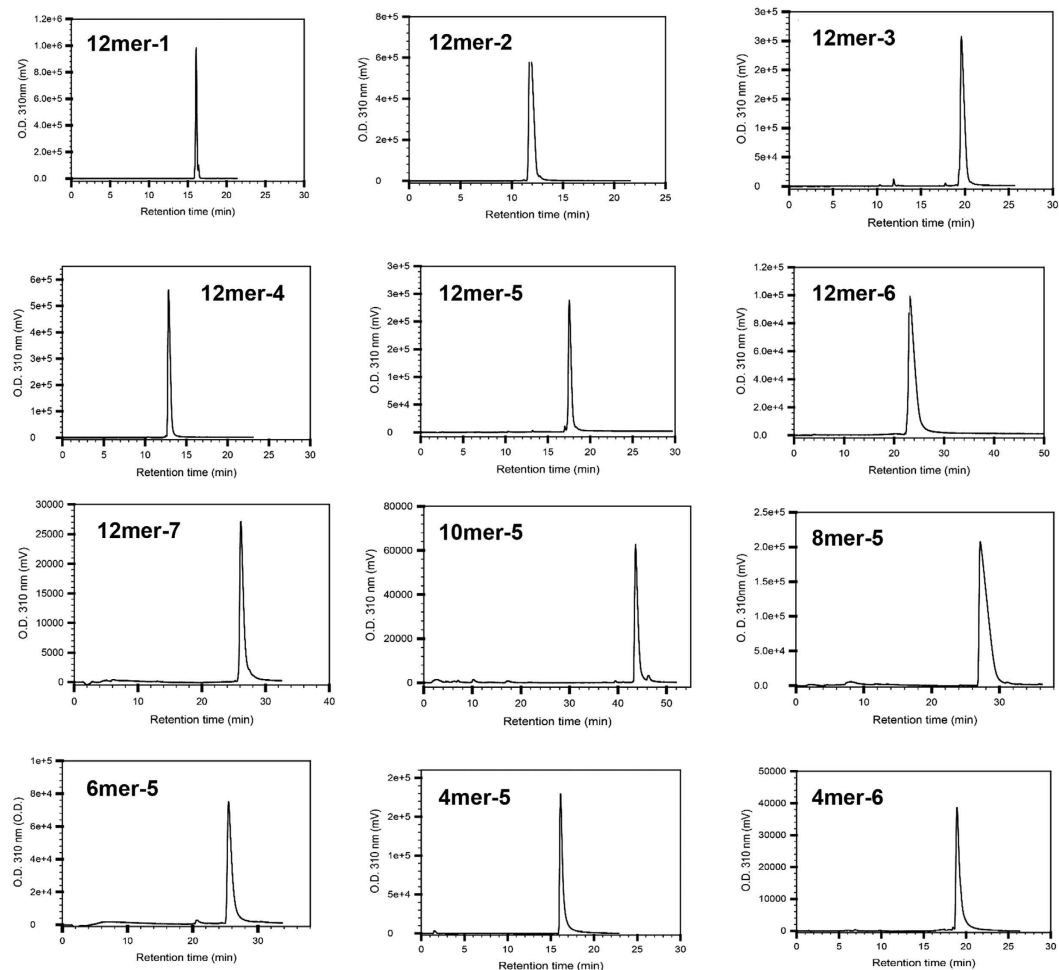 12mer-1
O.D. 310nm (mV)
1.2e+6
1.0e+6
8.0e+5
6.0e+5
4.0e+5
2.0e+5
0.0
0 5 10 15 20 25 30
Retention time (min)
12mer-2
O.D. 310 nm (mV)
8e+5
6e+5
4e+5
2e+5
0
0 5 10 15 20 25
Retention time (min)
12mer-3
O.D. 310 nm (mV)
3e+5
3e+5
2e+5
2e+5
1e+5
5e+4
0
0 5 10 15 20 25 30
Retention time (min)
12mer-4
O.D. 310 nm (mV)
6e+5
5e+5
4e+5
3e+5
2e+5
1e+5
0
0 5 10 15 20 25 30
Retention time (min)
12mer-5
O.D. 310 nm (mV)
3e+5
3e+5
2e+5
2e+5
1e+5
5e+4
0
0 5 10 15 20 25 30
Retention time (min)
12mer-6
O.D. 310 nm (mV)
1.2e+5
1.0e+5
8.0e+4
6.0e+4
4.0e+4
2.0e+4
0.0
0 10 20 30 40 50
Retention time (min)
12mer-7
O.D. 310 nm (mV)
30000
25000
20000
15000
10000
5000
0
0 10 20 30 40
Retention time (min)
10mer-5
O.D. 310 nm (mV)
80000
60000
40000
20000
0
0 10 20 30 40 50
Retention time (min)
8mer-5
O. D. 310nm (mV)
2.5e+5
2.0e+5
1.5e+5
1.0e+5
5.0e+4
0.0
0 10 20 30
Retention time (min)
6mer-5
O.D. 310 nm (O.D.)
1e+5
8e+4
6e+4
4e+4
2e+4
0
0 10 20 30
Retention time (min)
4mer-5
O.D. 310 nm (mV)
2e+5
2e+5
1e+5
5e+4
0
0 5 10 15 20 25 30
Retention time (min)
4mer-6
O.D. 310 nm (mV)
50000
40000
30000
20000
10000
0
0 5 10 15 20 25 30
Retention time (min)